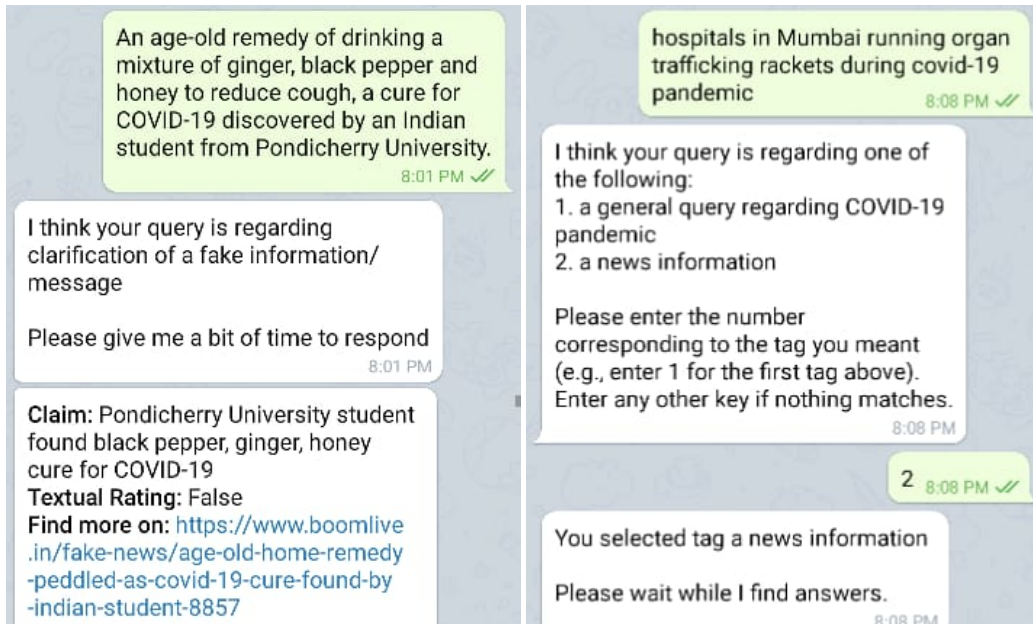 An age-old remedy of drinking a
mixture of ginger, black pepper and
honey to reduce cough, a cure for
COVID-19 discovered by an Indian
student from Pondicherry University.
8:01 PM
I think your query is regarding
clarification of a fake information/
message
Please give me a bit of time to respond
8:01 PM
Claim: Pondicherry University student
found black pepper, ginger, honey
cure for COVID-19
Textual Rating: False
Find more on: https://www.boomlive
.in/fake-news/age-old-home-remedy
-peddled-as-covid-19-cure-found-by
-indian-student-8857
hospitals in Mumbai running organ
trafficking rackets during covid-19
pandemic
8:08 PM
I think your query is regarding one of
the following:
1. a general query regarding COVID-19
pandemic
2. a news information
Please enter the number
corresponding to the tag you meant
(e.g., enter 1 for the first tag above).
Enter any other key if nothing matches.
8:08 PM
2 8:08 PM
You selected tag a news information
Please wait while I find answers.
8:08 PM